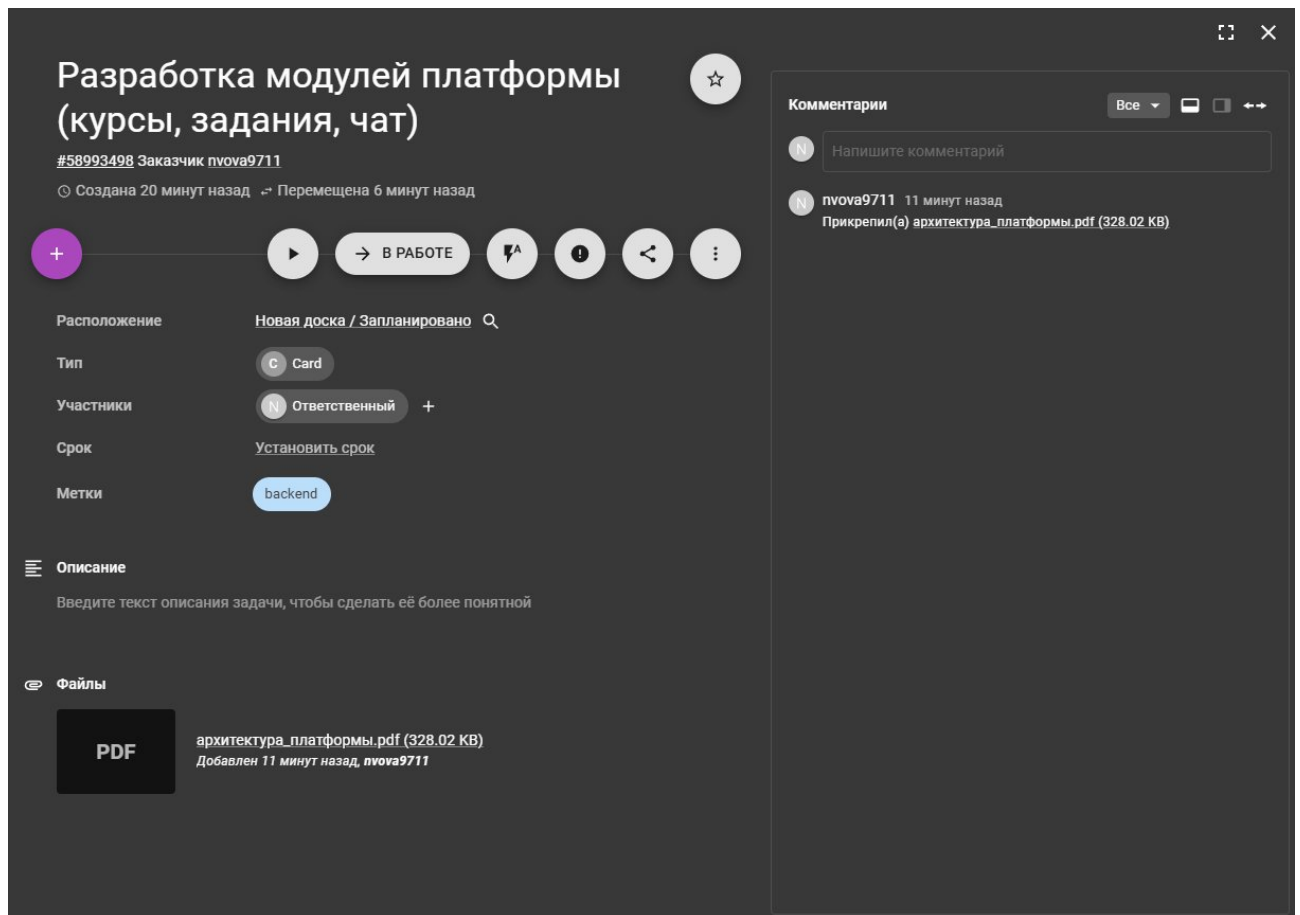 Разработка модулей платформы
(курсы, задания, чат)
#58993498 Заказчик nvova9711
Создана 20 минут назад Перемещена 6 минут назад
+
→ В РАБОТЕ
A
Расположение Новая доска / Запланировано
Тип C Card
Участники N Ответственный +
Срок Установить срок
Метки backend
Описание
Введите текст описания задачи, чтобы сделать её более понятной
Файлы
PDF
архитектура_платформы.pdf (328.02 KB)
Добавлен 11 минут назад, nvova9711
Комментарии Все
N Напишите комментарий
N nvova9711 11 минут назад
Прикрепил(а) архитектура_платформы.pdf (328.02 KB)